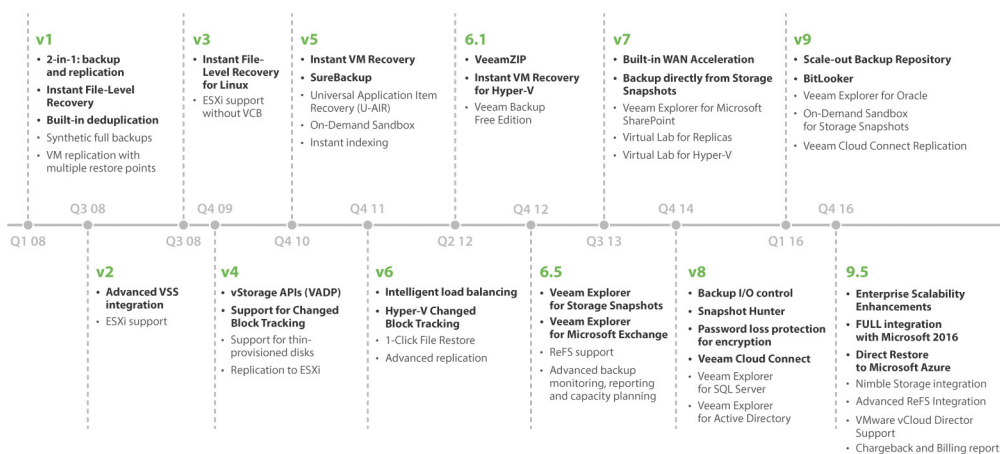 v1
• 2-in-1: backup
and replication
• Instant File-Level
Recovery
• Built-in deduplication
• Synthetic full backups
• VM replication with
multiple restore points
v3
• Instant File-
Level Recovery
for Linux
• ESXi support
without VCB
v5
• Instant VM Recovery
• SureBackup
• Universal Application Item
Recovery (U-AIR)
• On-Demand Sandbox
• Instant indexing
6.1
• VeeamZIP
• Instant VM Recovery
for Hyper-V
• Veeam Backup
Free Edition
v7
• Built-in WAN Acceleration
• Backup directly from Storage
Snapshots
• Veeam Explorer for Microsoft
SharePoint
• Virtual Lab for Replicas
• Virtual Lab for Hyper-V
v9
• Scale-out Backup Repository
• BitLooker
• Veeam Explorer for Oracle
• On-Demand Sandbox
for Storage Snapshots
• Veeam Cloud Connect Replication
Q3 08
Q4 09
Q4 11
Q4 12
Q4 14
Q4 16
Q1 08
Q3 08
Q4 10
Q2 12
Q3 13
Q1 16
v2
• Advanced VSS
integration
• ESXi support
v4
• vStorage APIs (VADP)
• Support for Changed
Block Tracking
• Support for thin-
provisioned disks
• Replication to ESXi
v6
• Intelligent load balancing
• Hyper-V Changed
Block Tracking
• 1-Click File Restore
• Advanced replication
6.5
• Veeam Explorer
for Storage Snapshots
• Veeam Explorer
for Microsoft Exchange
• ReFS support
• Advanced backup
monitoring, reporting
and capacity planning
v8
• Backup I/O control
• Snapshot Hunter
• Password loss protection
for encryption
• Veeam Cloud Connect
• Veeam Explorer
for SQL Server
• Veeam Explorer
for Active Directory
9.5
• Enterprise Scalability
Enhancements
• FULL integration
with Microsoft 2016
• Direct Restore
to Microsoft Azure
• Nimble Storage integration
• Advanced ReFS Integration
• VMware vCloud Director
Support
• Chargeback and Billing report